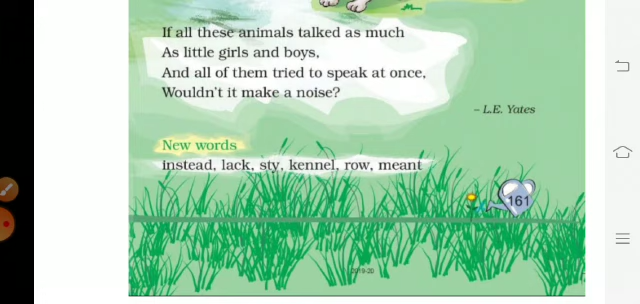 If all these animals talked as much
As little girls and boys,
And all of them tried to speak at once,
Wouldn't it make a noise?
– L.E. Yates
New words
instead, lack, sty, kennel, row, meant
161
2019-20